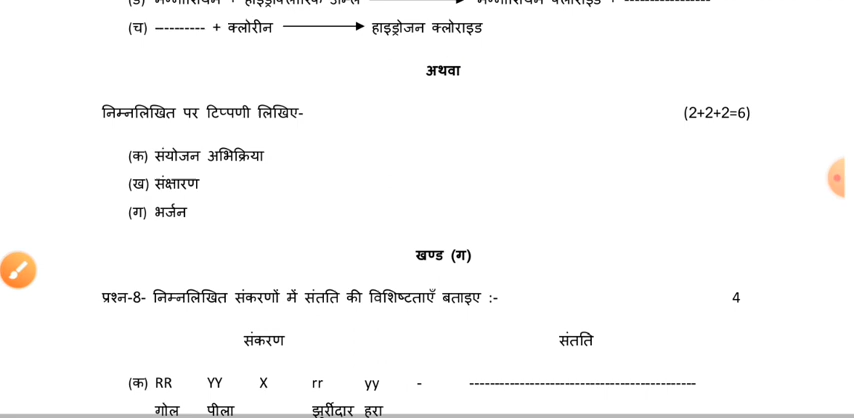 (च) --------- + क्लोरीन ⟶ हाइड्रोजन क्लोराइड
अथवा
निम्नलिखित पर टिप्पणी लिखिए- (2+2+2=6)
(क) संयोजन अभिक्रिया
(ख) संक्षारण
(ग) भर्जन
खण्ड (ग)
प्रश्न-8- निम्नलिखित संकरणों में संतति की विशिष्टताएँ बताइए :- 4
संकरण संतति
(क) RR YY X rr yy - --------------------------------------------
गोल पीला झुर्रीदार हरा